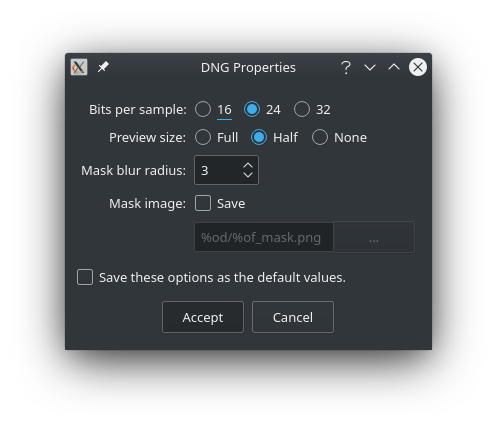 DNG Properties
Bits per sample: 16 24 32
Preview size: Full Half None
Mask blur radius: 3
Mask image: Save
%od/%of_mask.png ...
Save these options as the default values.
Accept Cancel